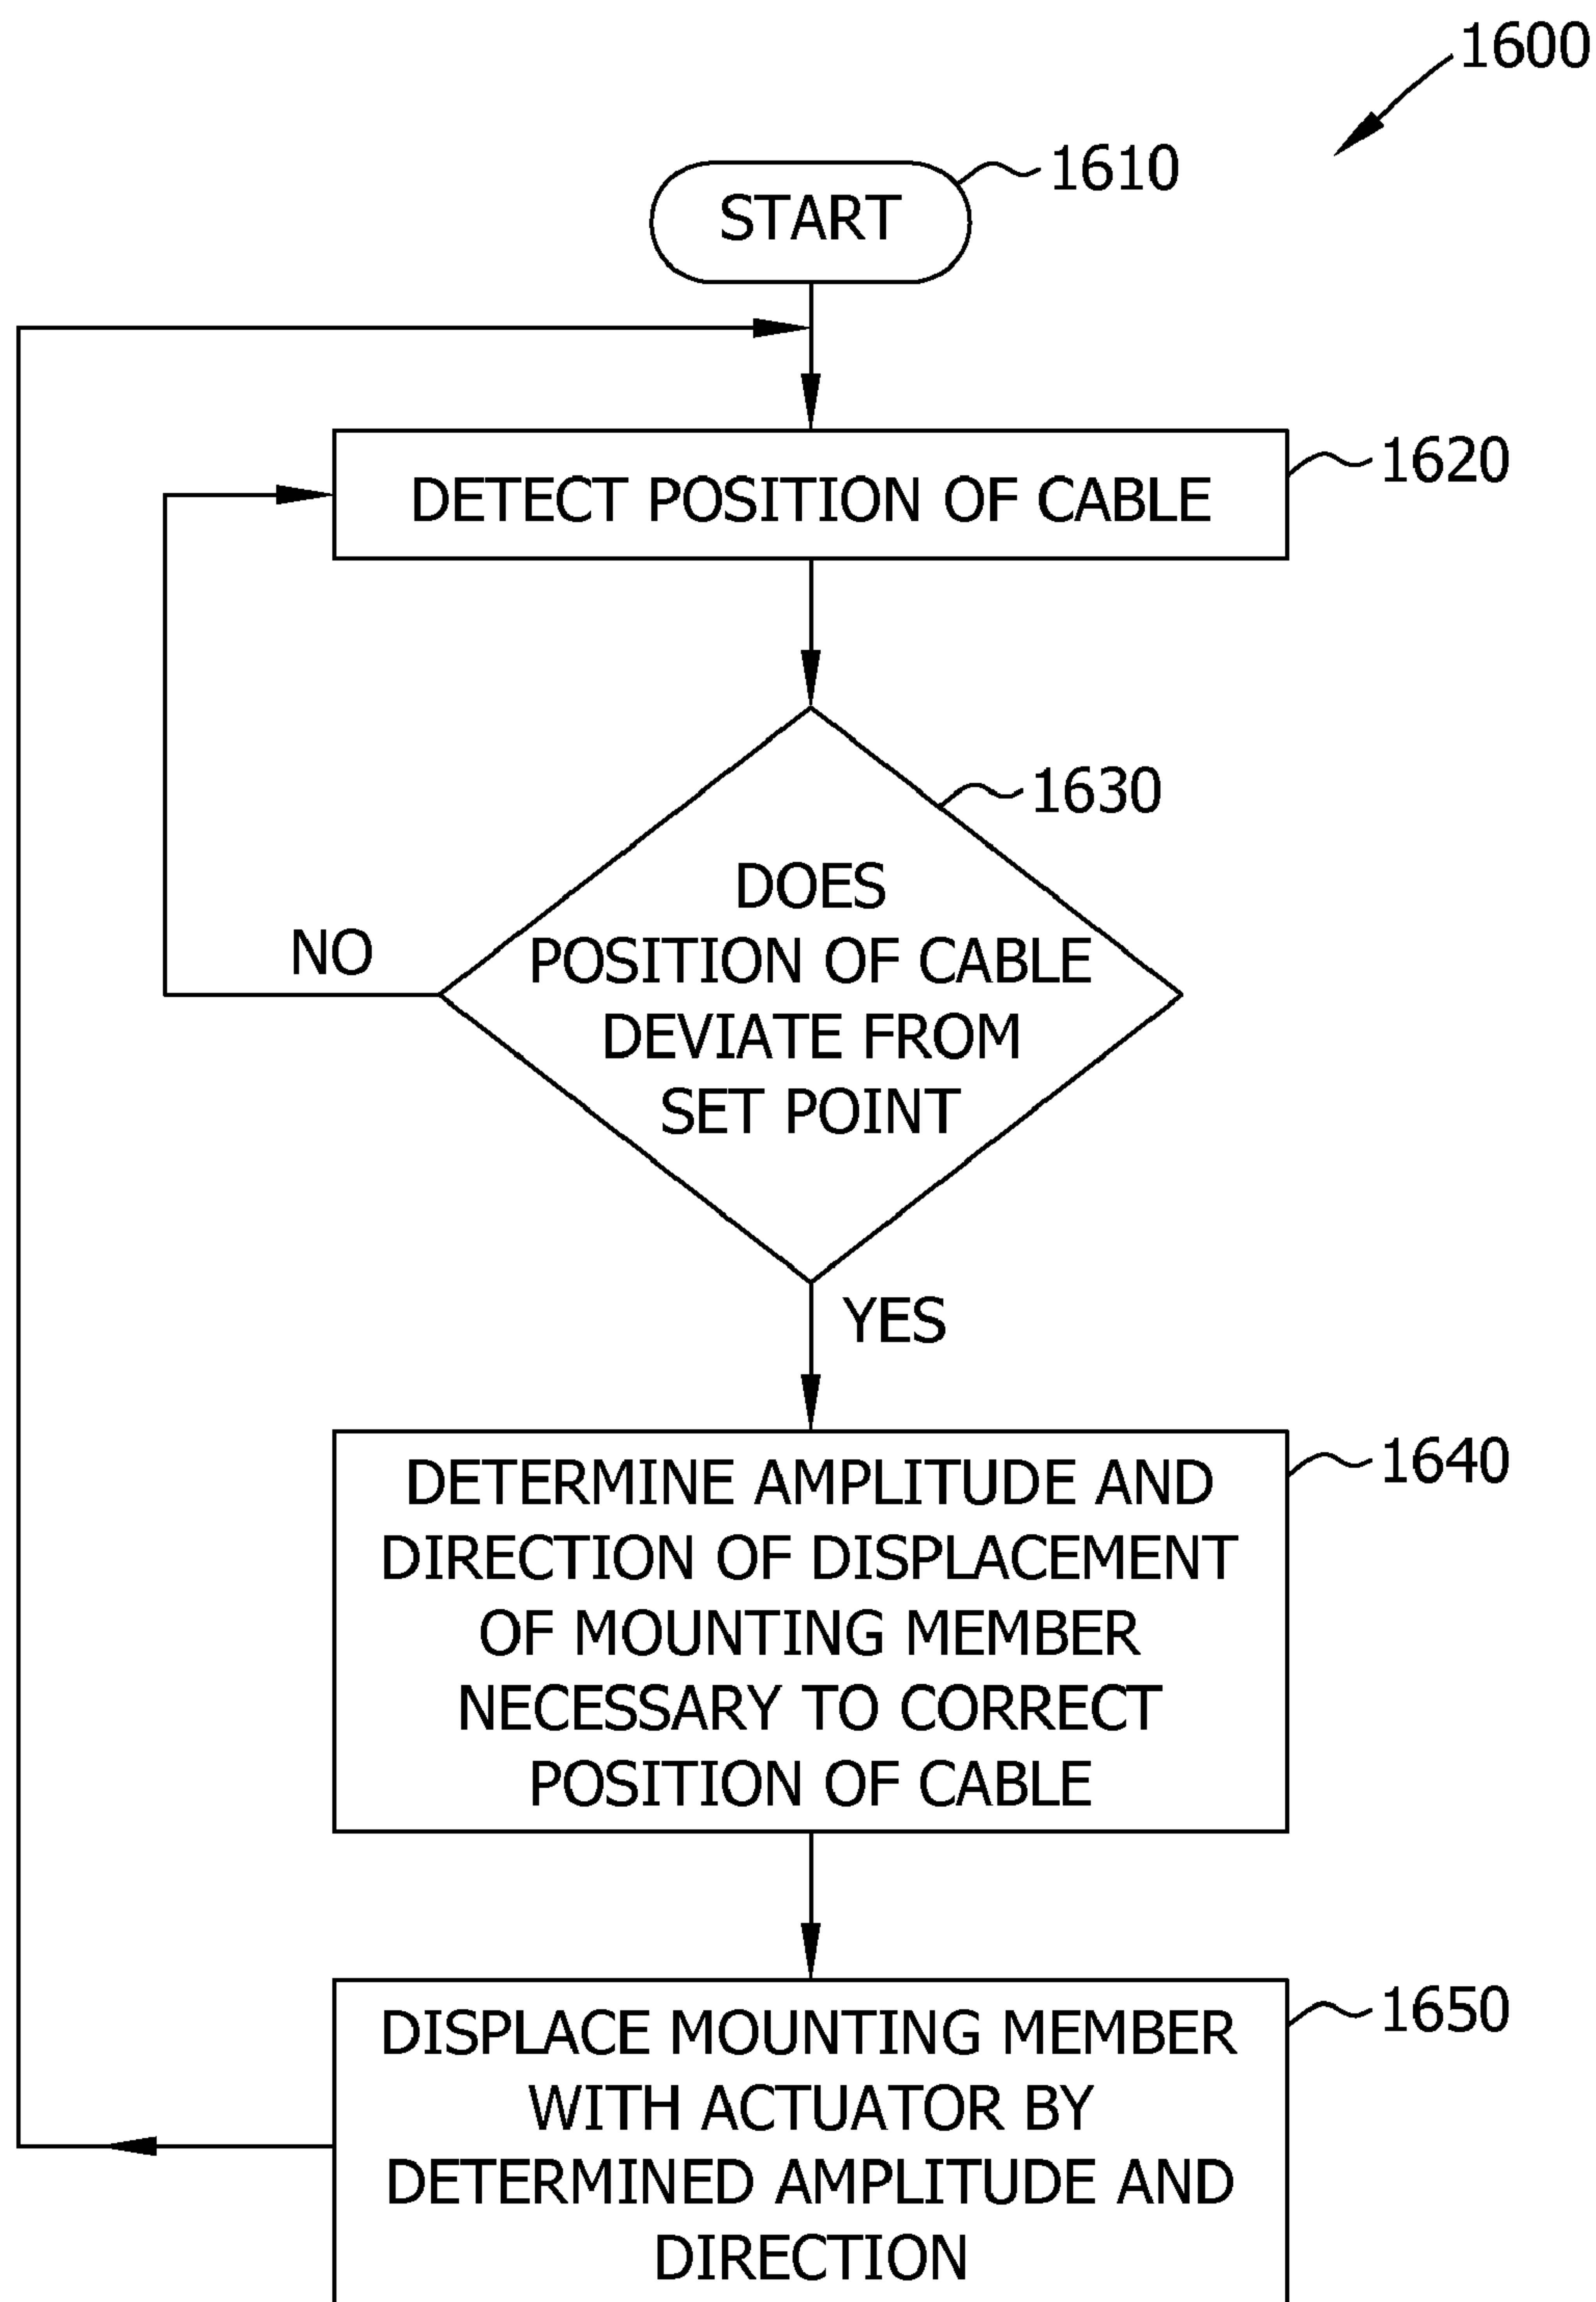 1600
1610
START
1620
DETECT POSITION OF CABLE
1630
DOES
POSITION OF CABLE
DEVIATE FROM
SET POINT
NO
YES
1640
DETERMINE AMPLITUDE AND
DIRECTION OF DISPLACEMENT
OF MOUNTING MEMBER
NECESSARY TO CORRECT
POSITION OF CABLE
1650
DISPLACE MOUNTING MEMBER
WITH ACTUATOR BY
DETERMINED AMPLITUDE AND
DIRECTION